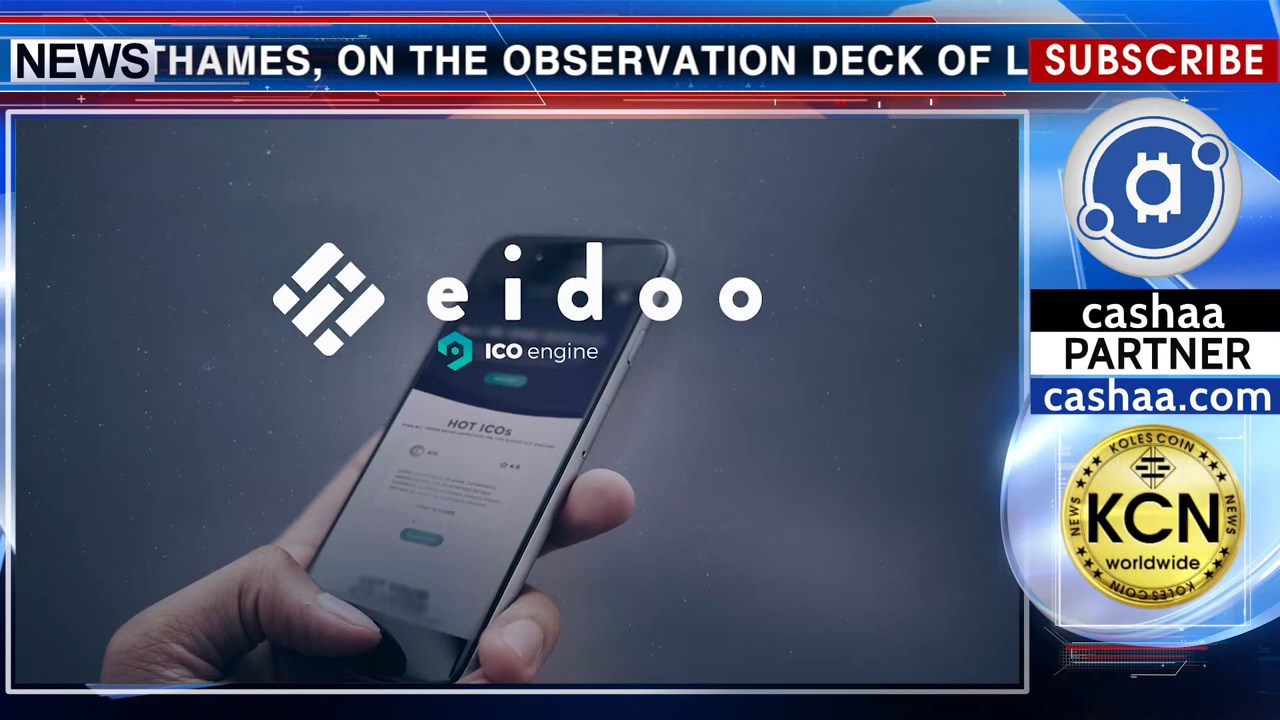 NEWS
THAMES, ON THE OBSERVATION DECK OF L
SUBSCRIBE
eidoo
ICO engine
HOT ICOs
cashaa
PARTNER
cashaa.com
KOLES COIN
NEWS
KCN
NEWS
worldwide
KOLES COIN